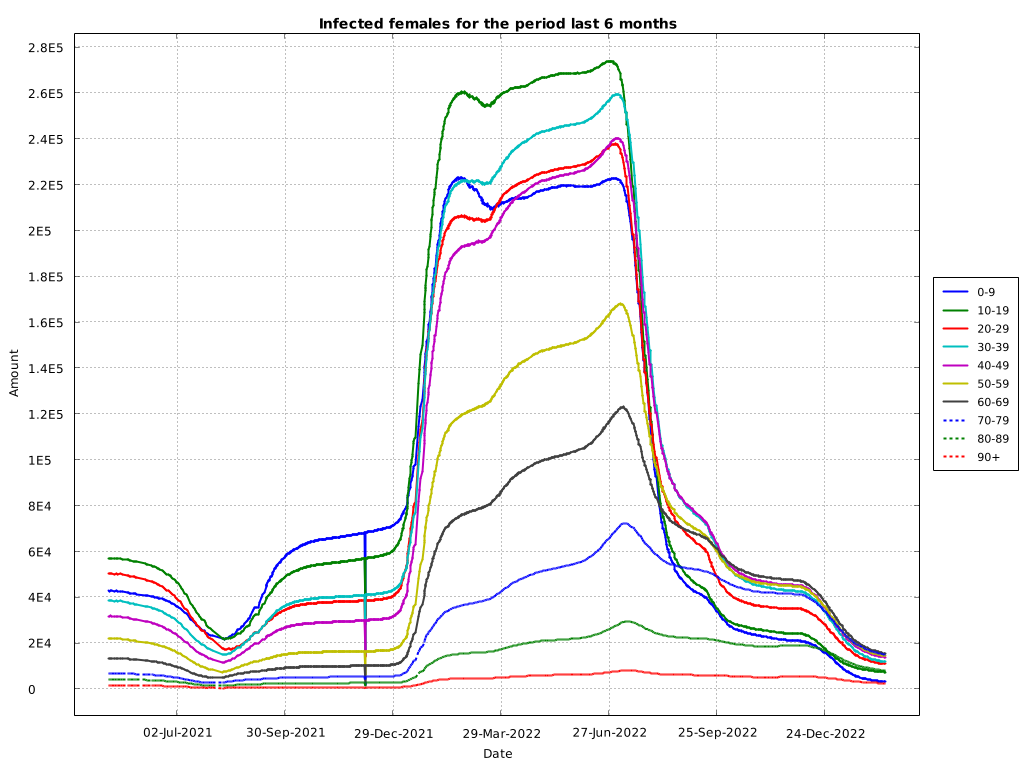 Infected females for the period last 6 months
2.8E5
2.6E5
2.4E5
2.2E5
2E5
1.8E5
1.6E5
1.4E5
1.2E5
1E5
8E4
6E4
4E4
2E4
0
Amount
02-Jul-2021
30-Sep-2021
29-Dec-2021
29-Mar-2022
27-Jun-2022
25-Sep-2022
24-Dec-2022
Date
0-9
10-19
20-29
30-39
40-49
50-59
60-69
70-79
80-89
90+